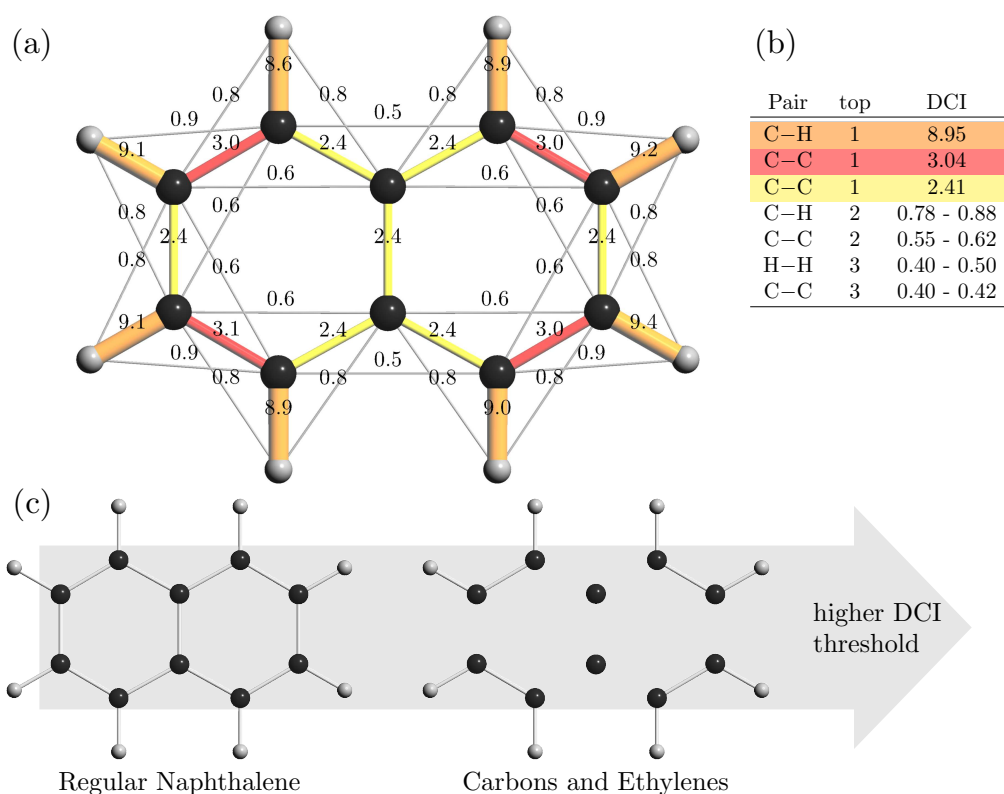 (a)
8.6
8.9
0.8
0.8
0.8
0.8
0.9
0.5
0.9
9.1
3.0
2.4
2.4
3.0
9.2
0.6
0.6
0.8
0.8
2.4
2.4
2.4
0.8
0.6
0.6
0.8
0.6
0.6
9.1
3.1
2.4
2.4
3.0
9.4
0.9
0.5
0.9
0.8
0.8
0.8
0.8
8.9
9.0
(b)
Pair top DCI
C−H 1 8.95
C−C 1 3.04
C−C 1 2.41
C−H 2 0.78 - 0.88
C−C 2 0.55 - 0.62
H−H 3 0.40 - 0.50
C−C 3 0.40 - 0.42
(c)
higher DCI
threshold
Regular Naphthalene
Carbons and Ethylenes